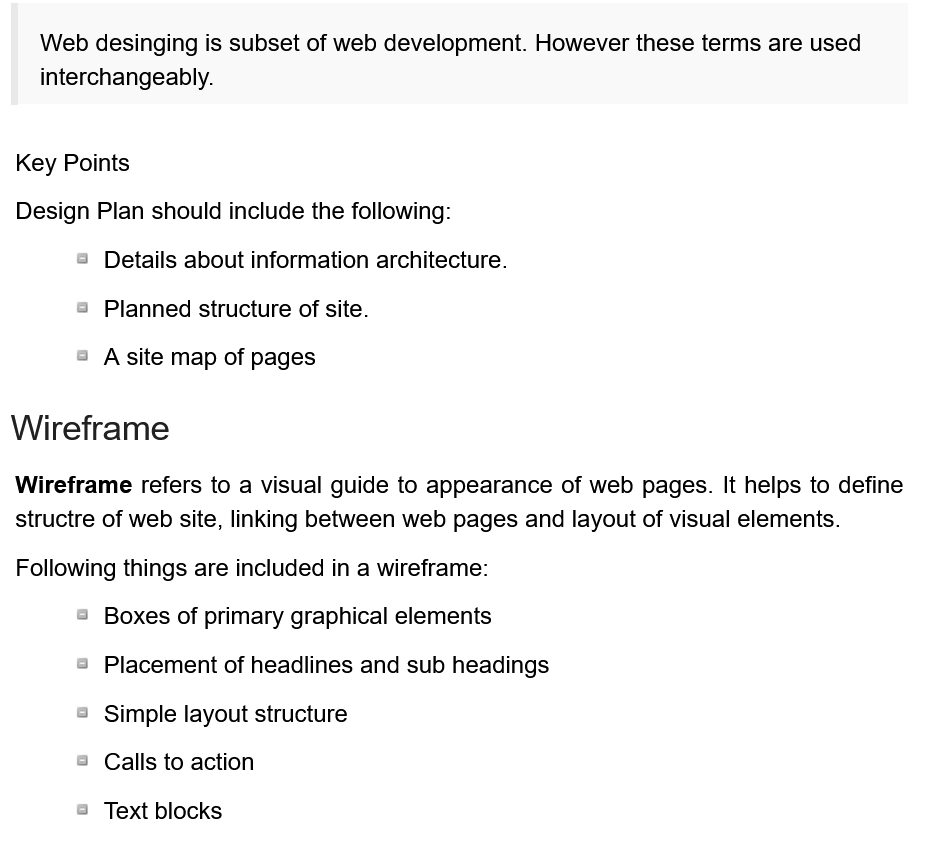 Web desinging is subset of web development. However these terms are used
interchangeably.
Key Points
Design Plan should include the following:
Details about information architecture.
Planned structure of site.
A site map of pages
Wireframe
Wireframe refers to a visual guide to appearance of web pages. It helps to define
structre of web site, linking between web pages and layout of visual elements.
Following things are included in a wireframe:
Boxes of primary graphical elements
Placement of headlines and sub headings
Simple layout structure
Calls to action
Text blocks